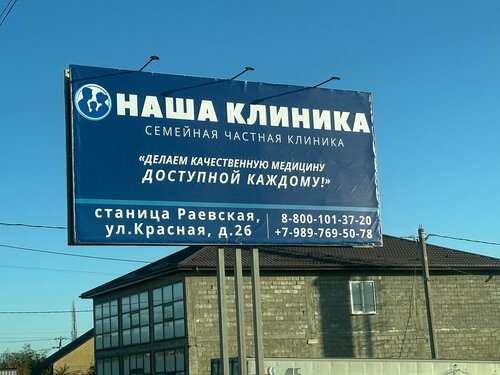 НАША КЛИНИКА
СЕМЕЙНАЯ ЧАСТНАЯ КЛИНИКА
«ДЕЛАЕМ КАЧЕСТВЕННУЮ МЕДИЦИНУ
ДОСТУПНОЙ КАЖДОМУ!»
станица Раевская,
ул.Красная, д.26
8-800-101-37-20
+7-989-769-50-78